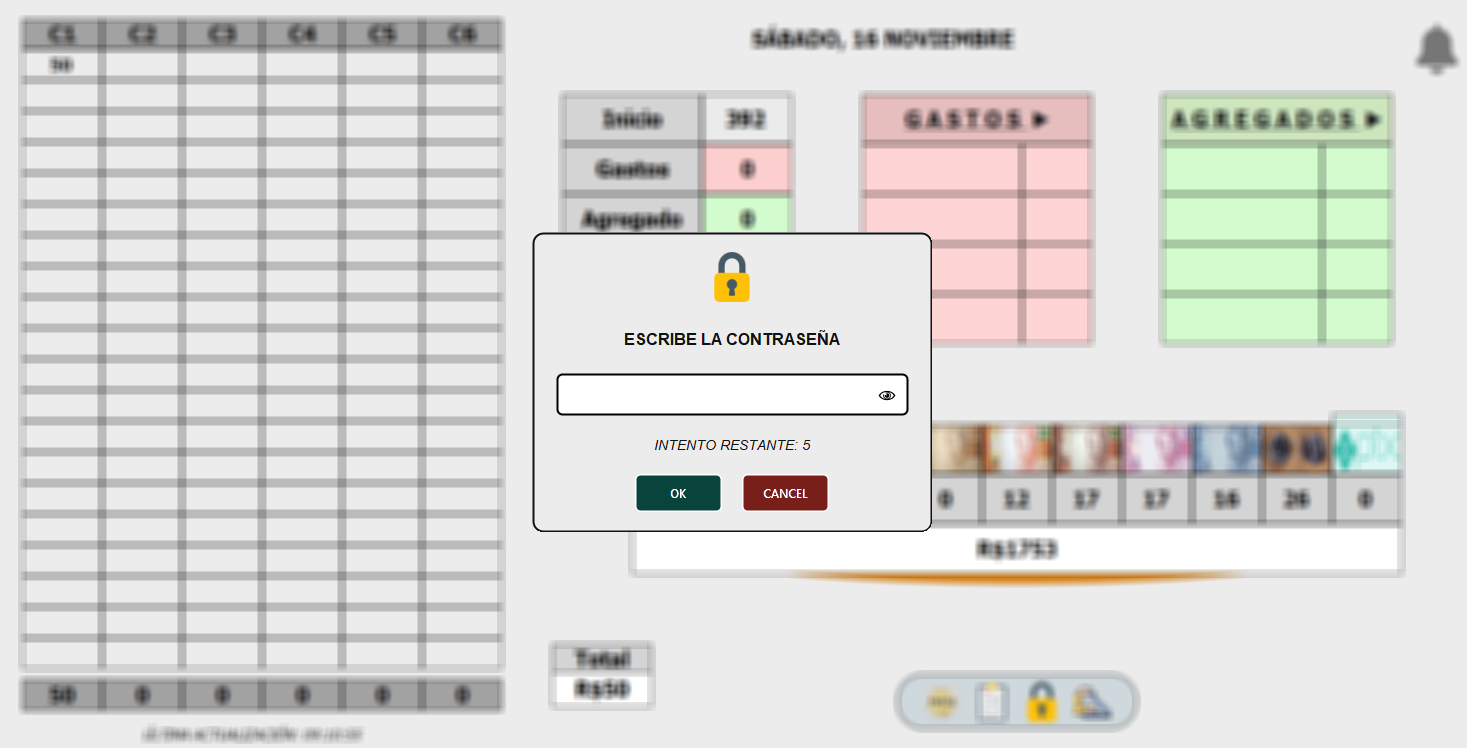 C1 C2 C3 C4 C5 C6
50
SÁBADO, 16 NOVIEMBRE
Inicio 392
Gastos 0
Agregado 0
GASTOS ▶
AGREGADOS ▶
ESCRIBE LA CONTRASEÑA
INTENTO RESTANTE: 5
OK CANCEL
0 12 17 17 16 26 0
R$1753
Total
R$50
50 0 0 0 0 0
ÚLTIMA ACTUALIZACIÓN